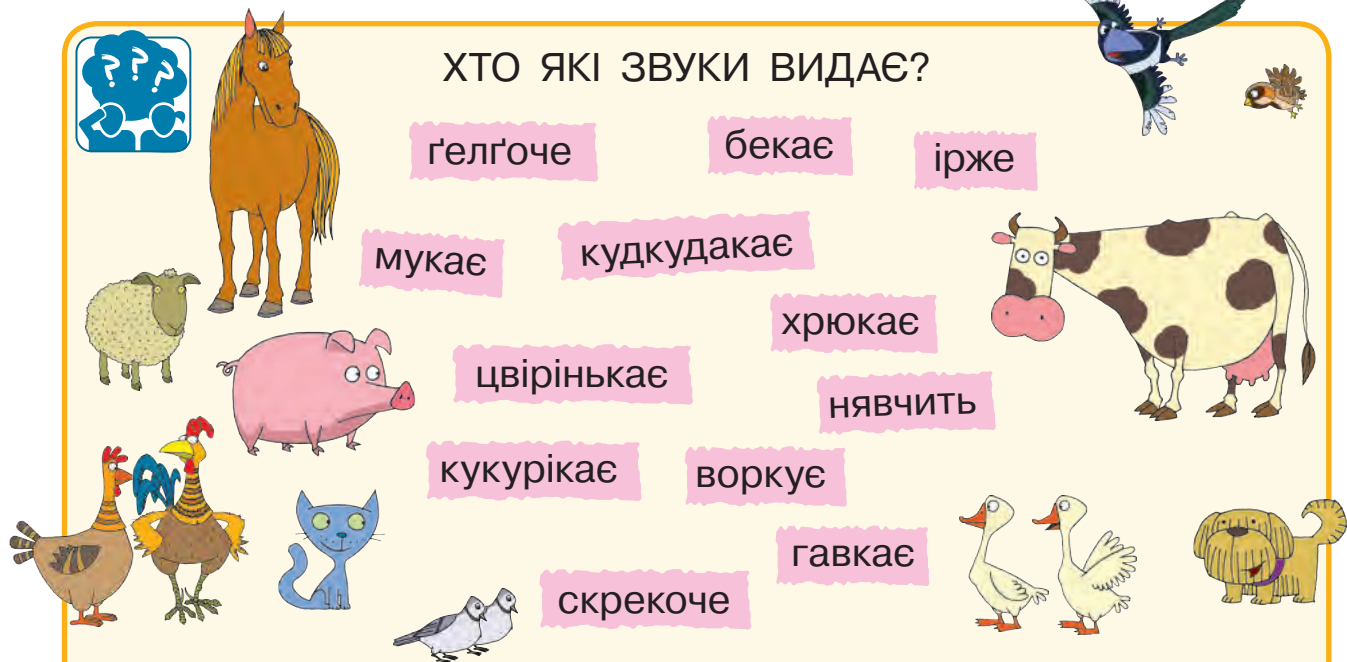 ? ? ?
ХТО ЯКІ ЗВУКИ ВИДАЄ?
ґелґоче
бекає
ірже
мукає
кудкудакає
хрюкає
цвірінькає
нявчить
кукурікає
воркує
гавкає
скрекоче